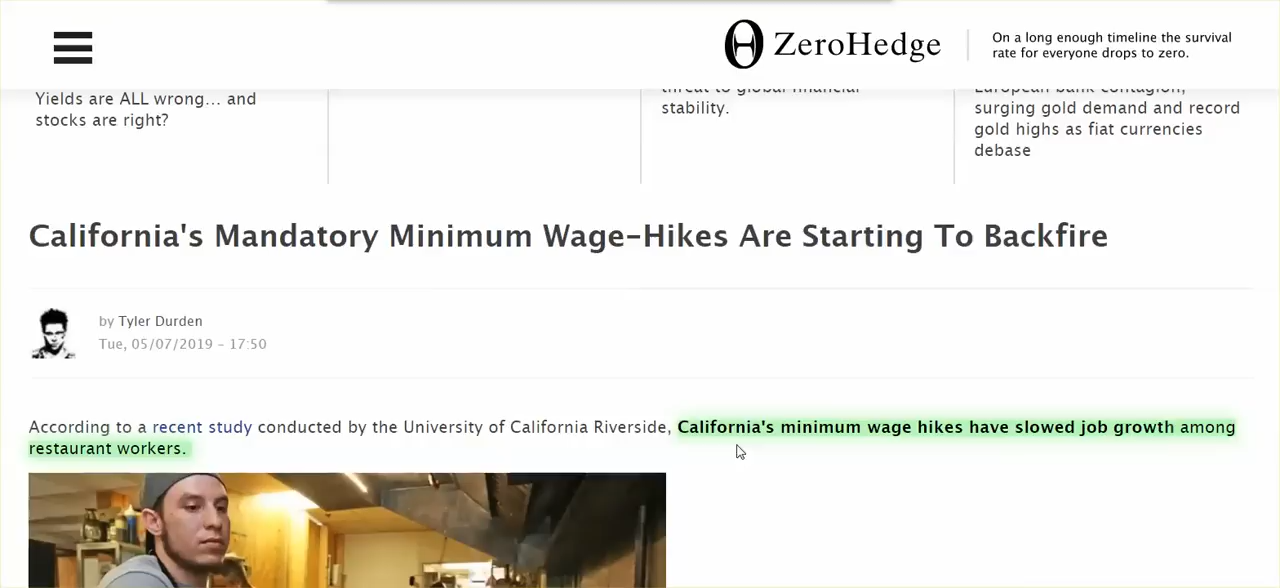 ZeroHedge
On a long enough timeline the survival
rate for everyone drops to zero.
Yields are ALL wrong... and
stocks are right?
threat to global financial
stability.
European bank contagion,
surging gold demand and record
gold highs as fiat currencies
debase
California's Mandatory Minimum Wage-Hikes Are Starting To Backfire
by Tyler Durden
Tue, 05/07/2019 - 17:50
According to a recent study conducted by the University of California Riverside, California's minimum wage hikes have slowed job growth among
restaurant workers.